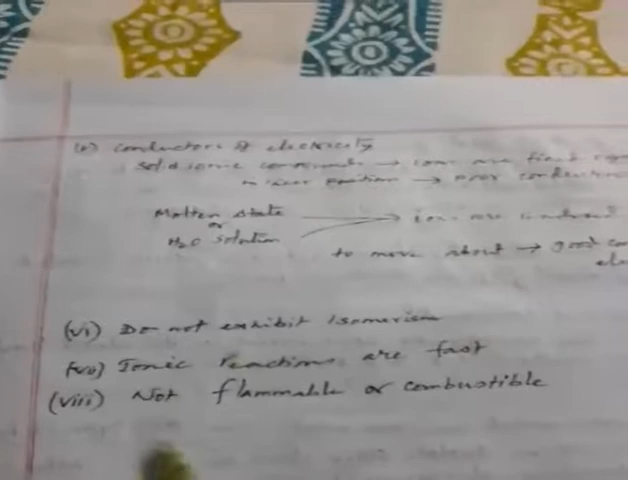 (v) conductors of electricity
solid ionic compounds → ions are fixed
in their position → poor
Molten state → ions are
or
H₂O solution
to move about → good
(vi) Do not exhibit Isomerism
(vii) Ionic reactions are fast
(viii) Not flammable or combustible